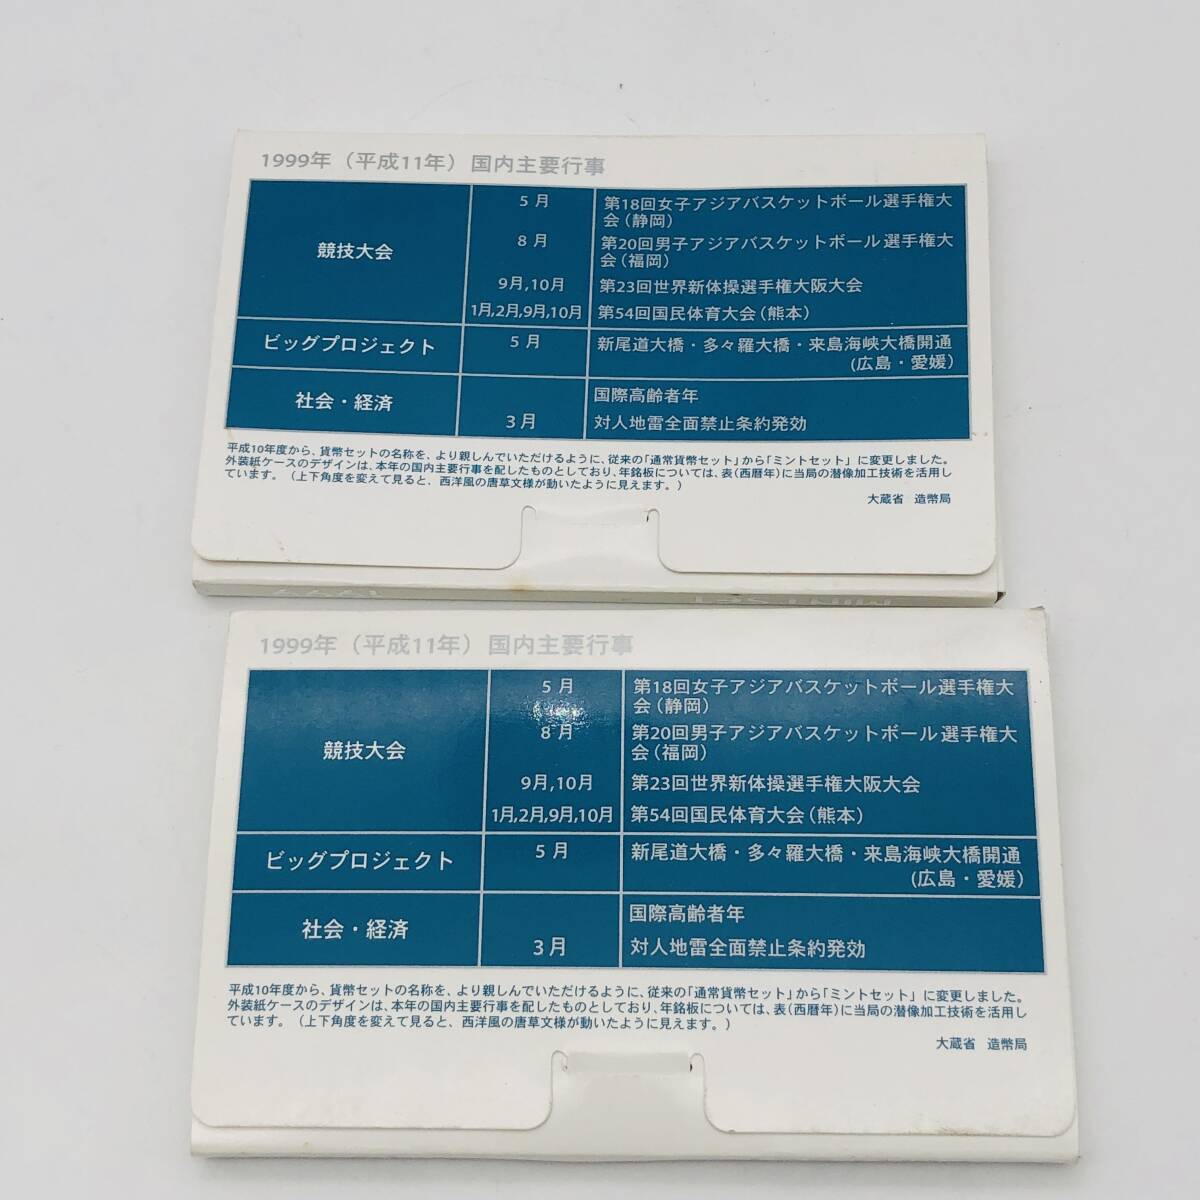 1999年（平成11年）国内主要行事
競技大会
5月
第18回女子アジアバスケットボール選手権大
会（静岡）
8月
第20回男子アジアバスケットボール選手権大
会（福岡）
9月,10月
第23回世界新体操選手権大阪大会
1月,2月,9月,10月
第54回国民体育大会（熊本）
ビッグプロジェクト
5月
新尾道大橋・多々羅大橋・来島海峡大橋開通
(広島・愛媛)
社会・経済
国際高齢者年
3月
対人地雷全面禁止条約発効
平成10年度から、貨幣セットの名称を、より親しんでいただけるように、従来の「通常貨幣セット」から「ミントセット」に変更しました。
外装紙ケースのデザインは、本年の国内主要行事を配したものとしており、年銘板については、表（西暦年）に当局の潜像加工技術を活用し
ています。（上下角度を変えて見ると、西洋風の唐草文様が動いたように見えます。）
大蔵省 造幣局
MINT SET 1999
1999年（平成11年）国内主要行事
競技大会
5月
第18回女子アジアバスケットボール選手権大
会（静岡）
8月
第20回男子アジアバスケットボール選手権大
会（福岡）
9月,10月
第23回世界新体操選手権大阪大会
1月,2月,9月,10月
第54回国民体育大会（熊本）
ビッグプロジェクト
5月
新尾道大橋・多々羅大橋・来島海峡大橋開通
(広島・愛媛)
社会・経済
国際高齢者年
3月
対人地雷全面禁止条約発効
平成10年度から、貨幣セットの名称を、より親しんでいただけるように、従来の「通常貨幣セット」から「ミントセット」に変更しました。
外装紙ケースのデザインは、本年の国内主要行事を配したものとしており、年銘板については、表（西暦年）に当局の潜像加工技術を活用し
ています。（上下角度を変えて見ると、西洋風の唐草文様が動いたように見えます。）
大蔵省 造幣局